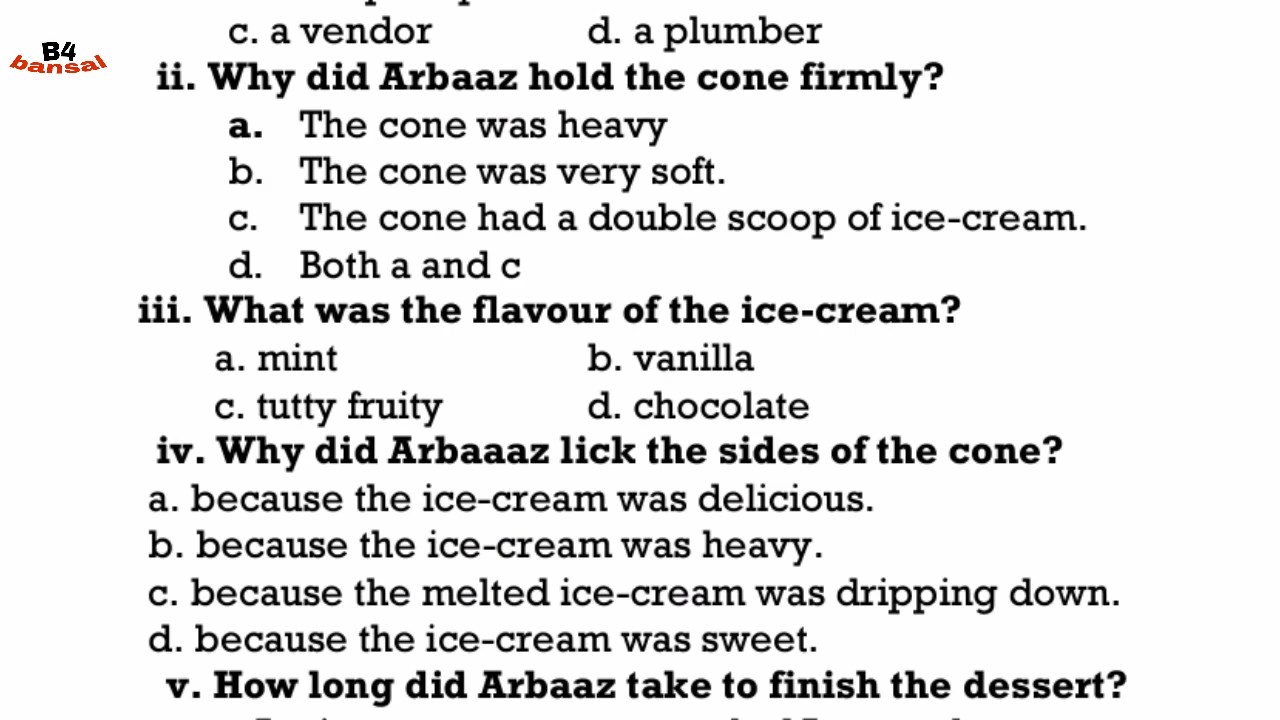 c. a vendor d. a plumber
B4
bansal
ii. Why did Arbaaz hold the cone firmly?
a. The cone was heavy
b. The cone was very soft.
c. The cone had a double scoop of ice-cream.
d. Both a and c
iii. What was the flavour of the ice-cream?
a. mint b. vanilla
c. tutty fruity d. chocolate
iv. Why did Arbaaaz lick the sides of the cone?
a. because the ice-cream was delicious.
b. because the ice-cream was heavy.
c. because the melted ice-cream was dripping down.
d. because the ice-cream was sweet.
v. How long did Arbaaz take to finish the dessert?